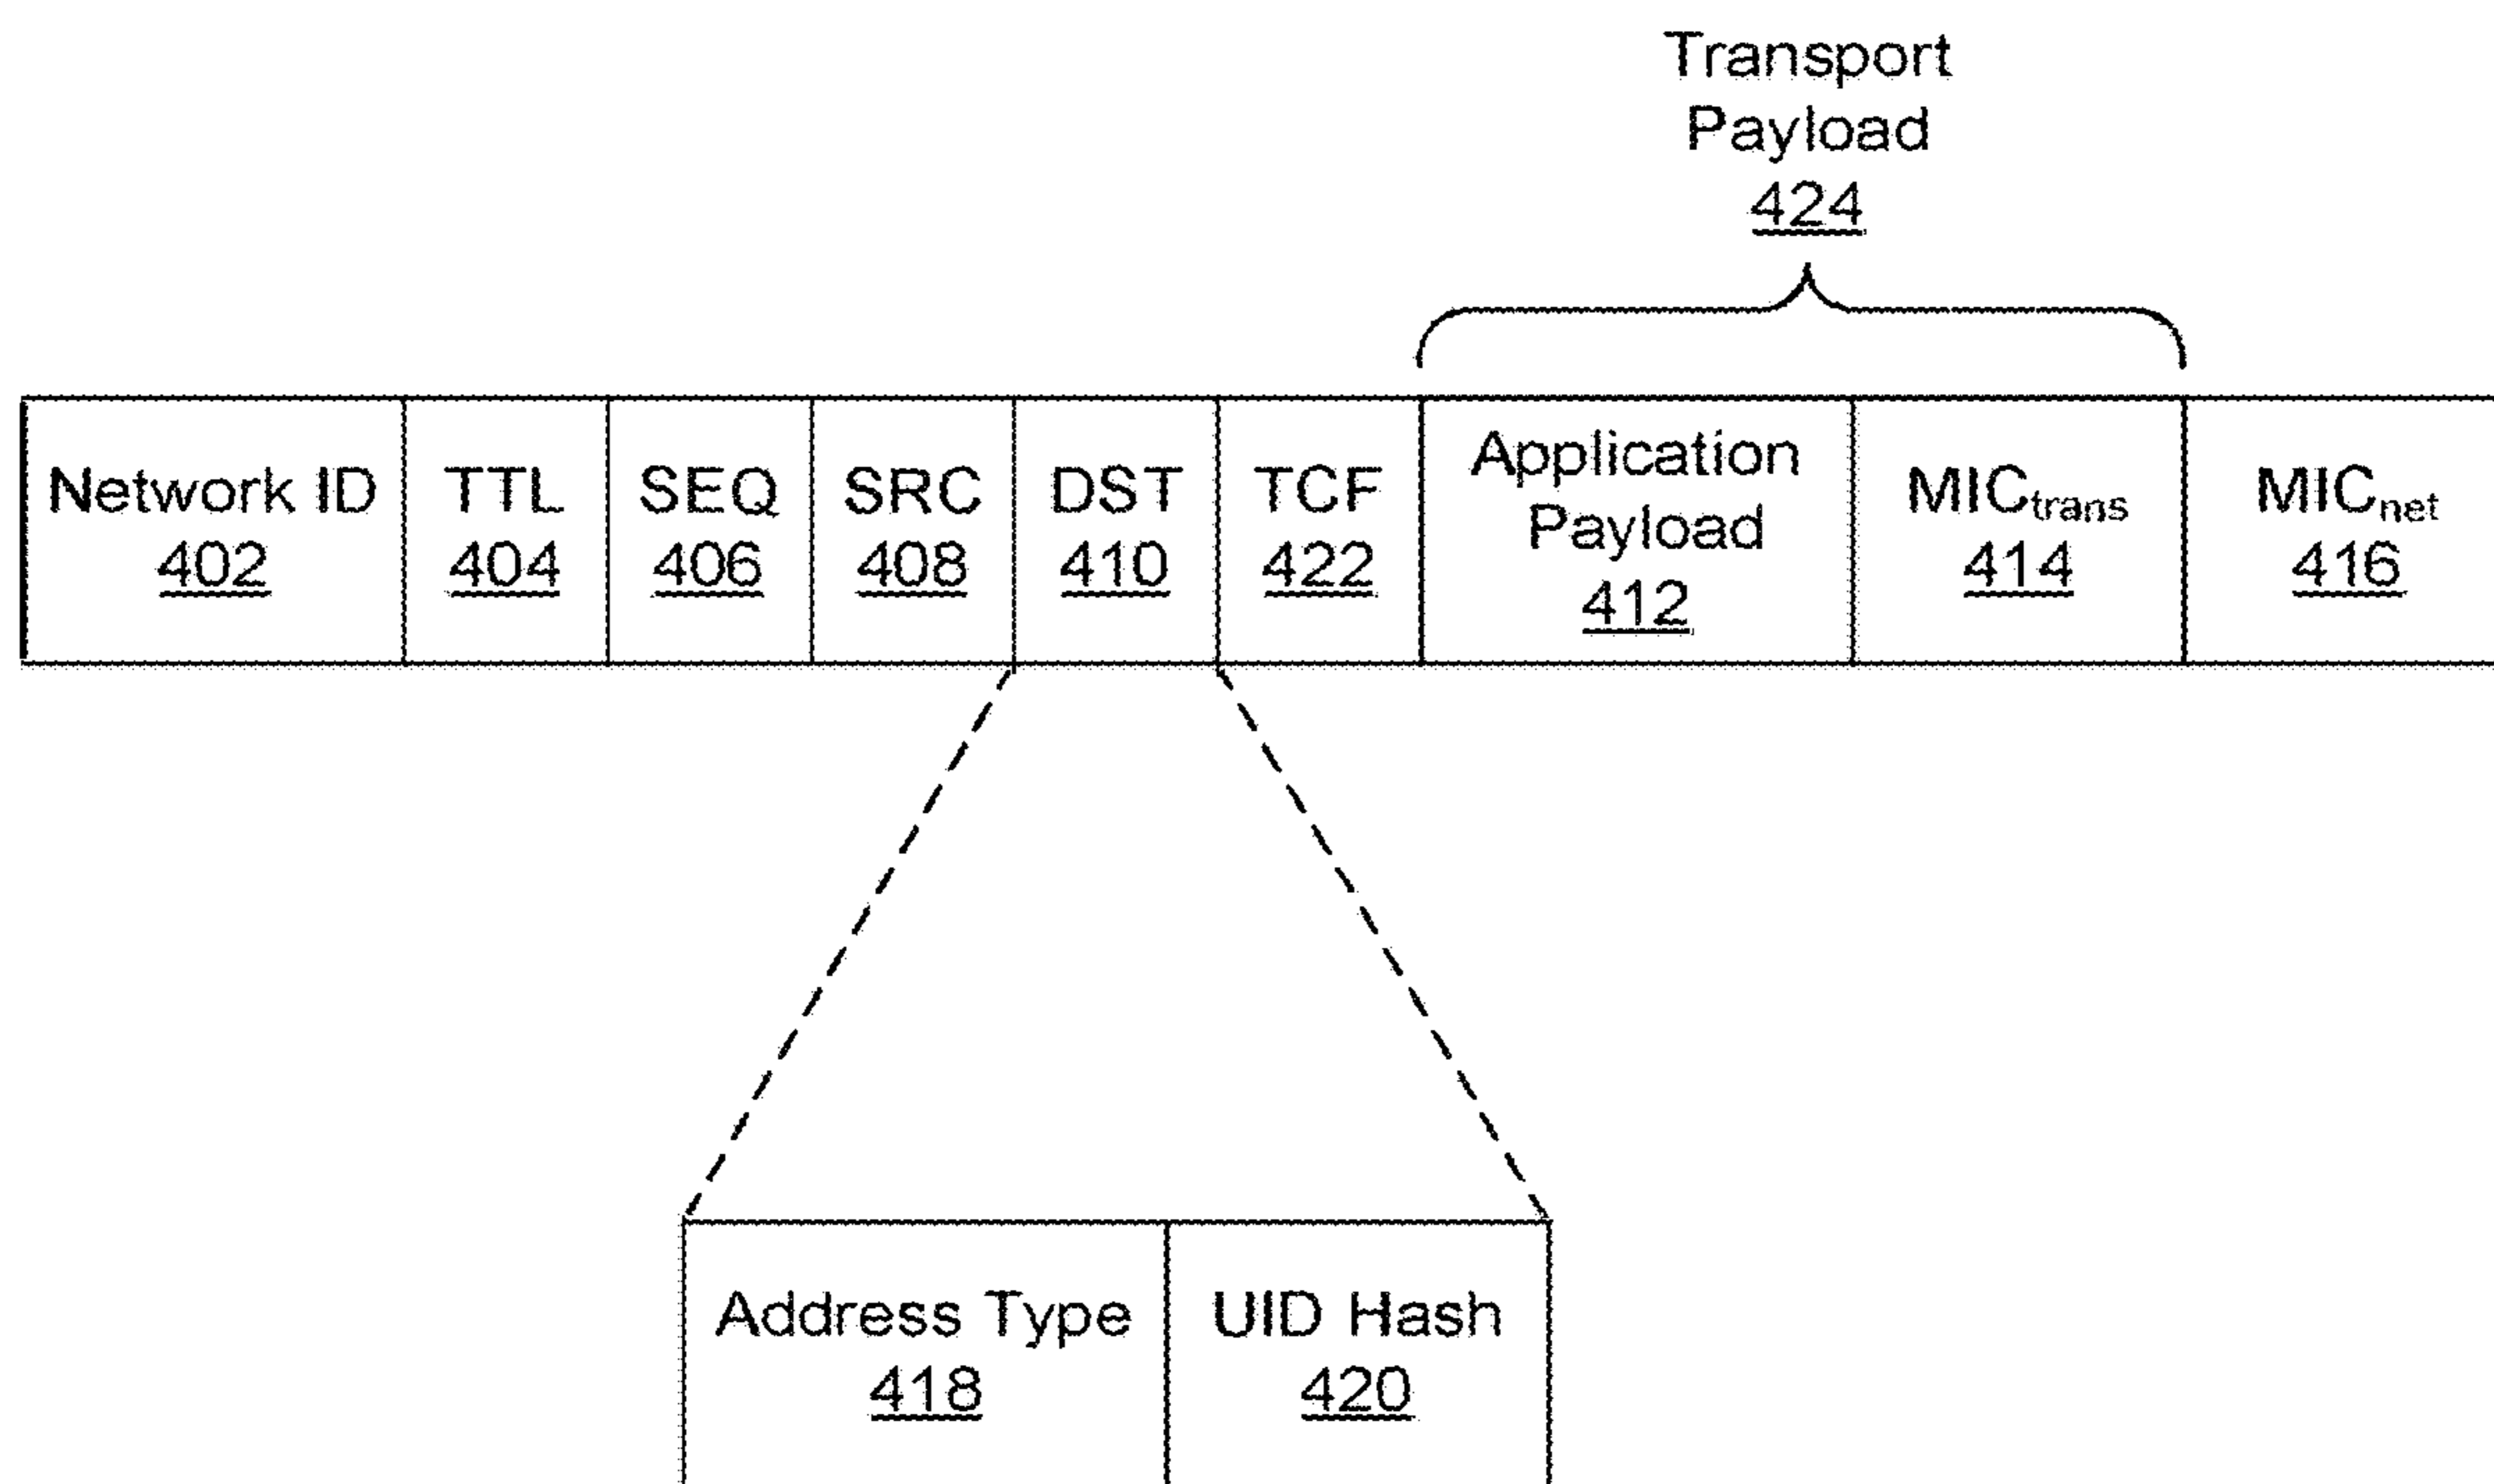 Transport
Payload
424
Network ID
402
TTL
404
SEQ
406
SRC
408
DST
410
TCF
422
Application
Payload
412
MICtrans
414
MICnet
416
Address Type
418
UID Hash
420